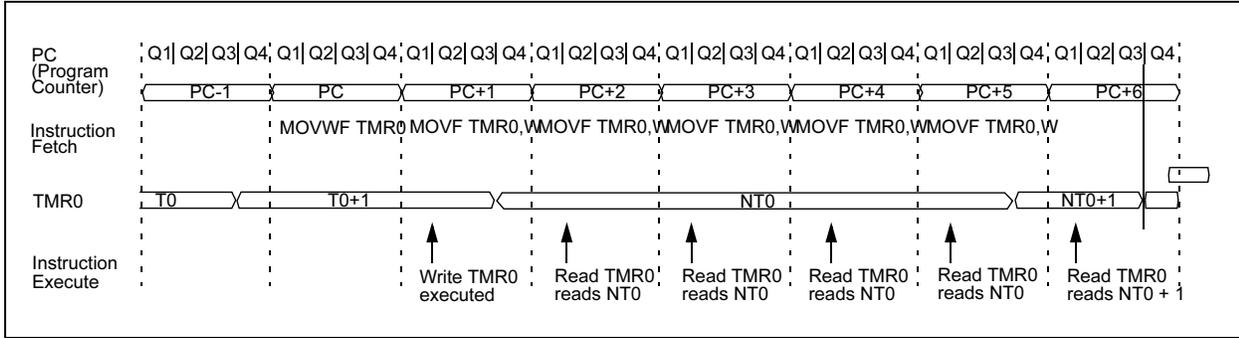 PC
(Program
Counter)
Q1| Q2| Q3| Q4 Q1| Q2| Q3| Q4 Q1| Q2| Q3| Q4 Q1| Q2| Q3| Q4 Q1| Q2| Q3| Q4 Q1| Q2| Q3| Q4 Q1| Q2| Q3| Q4 Q1| Q2| Q3| Q4
PC-1 PC PC+1 PC+2 PC+3 PC+4 PC+5 PC+6
Instruction
Fetch
MOVWF TMR0 MOVF TMR0,W MOVF TMR0,W MOVF TMR0,W MOVF TMR0,W MOVF TMR0,W
TMR0
T0 T0+1 NT0 NT0+1
Instruction
Execute
Write TMR0
executed
Read TMR0
reads NT0
Read TMR0
reads NT0
Read TMR0
reads NT0
Read TMR0
reads NT0
Read TMR0
reads NT0 + 1